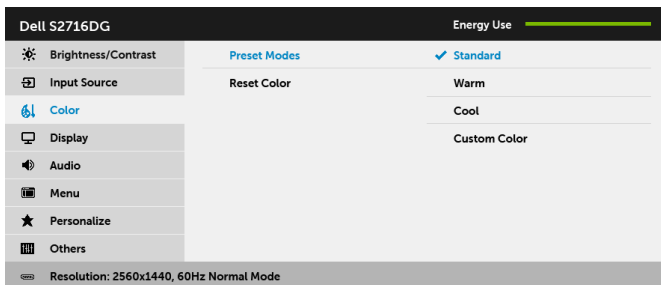 Dell S2716DG Energy Use
Brightness/Contrast Preset Modes Standard
Input Source Reset Color Warm
Color Cool
Display Custom Color
Audio
Menu
Personalize
Others
Resolution: 2560x1440, 60Hz Normal Mode